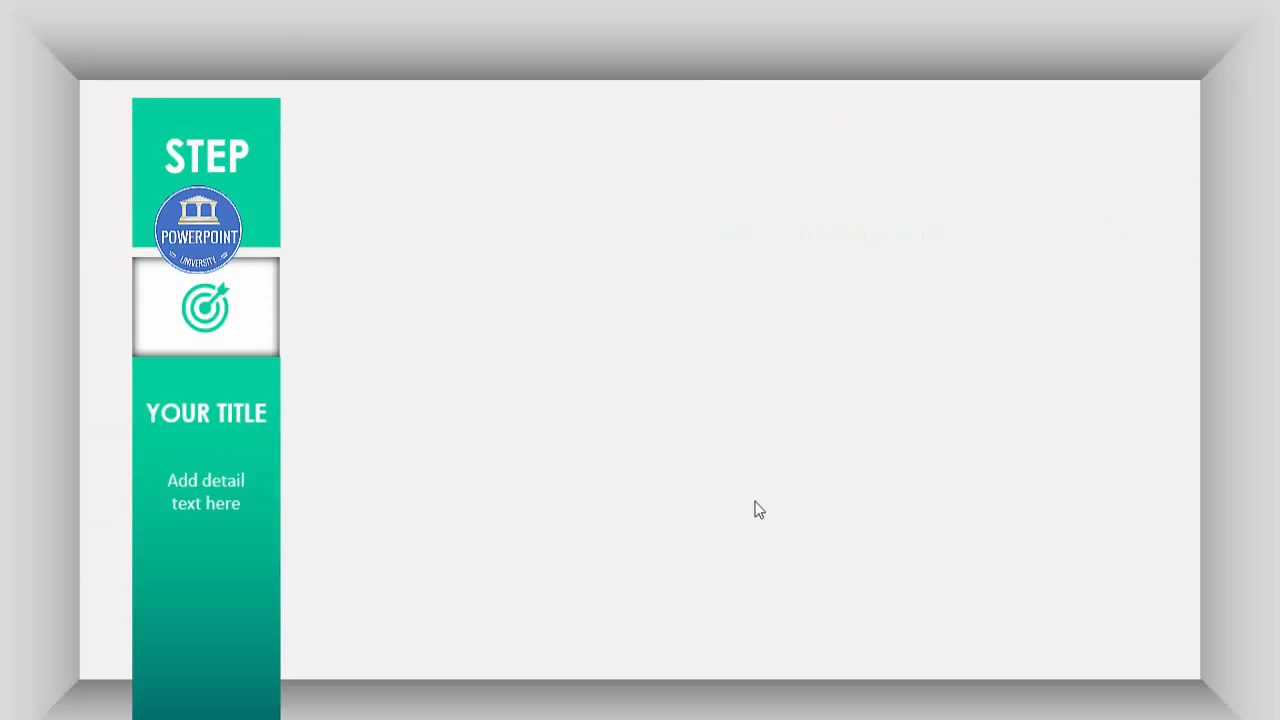 STEP
POWERPOINT
UNIVERSITY
YOUR TITLE
Add detail
text here